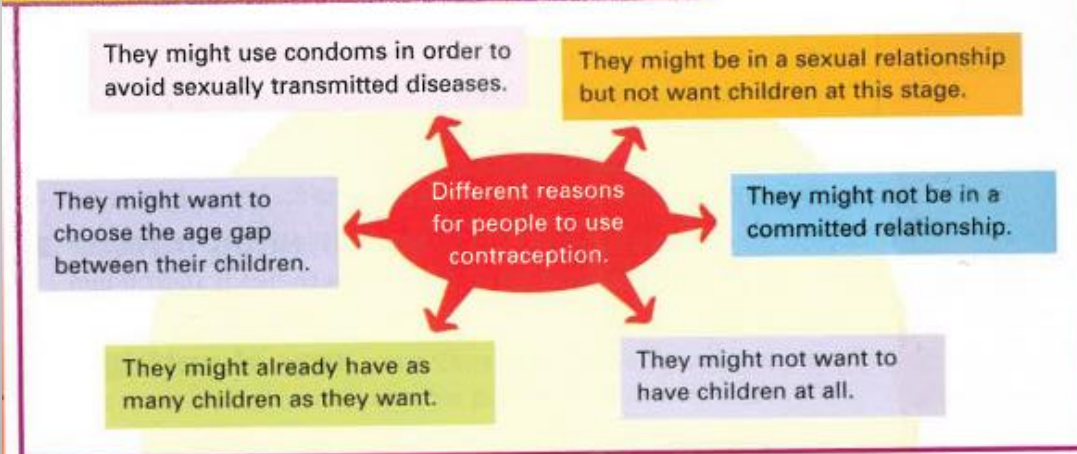 They might use condoms in order to
avoid sexually transmitted diseases.
They might be in a sexual relationship
but not want children at this stage.
They might want to
choose the age gap
between their children.
Different reasons
for people to use
contraception.
They might not be in a
committed relationship.
They might already have as
many children as they want.
They might not want to
have children at all.